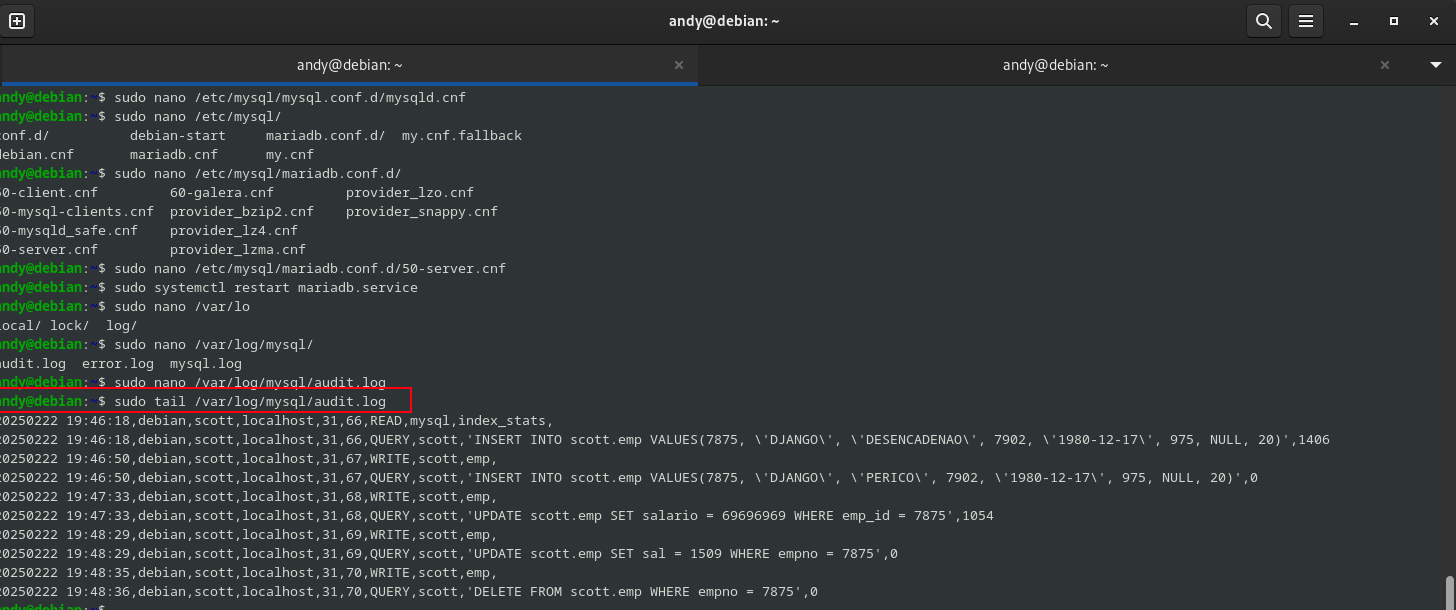 andy@debian: ~
andy@debian: ~
andy@debian: ~
andy@debian:~$ sudo nano /etc/mysql/mysql.conf.d/mysqld.cnf
andy@debian:~$ sudo nano /etc/mysql/
conf.d/ debian-start mariadb.conf.d/ my.cnf.fallback
debian.cnf mariadb.cnf my.cnf
andy@debian:~$ sudo nano /etc/mysql/mariadb.conf.d/
50-client.cnf 60-galera.cnf provider_lzo.cnf
50-mysql-clients.cnf provider_bzip2.cnf provider_snappy.cnf
50-mysqld_safe.cnf provider_lz4.cnf
50-server.cnf provider_lzma.cnf
andy@debian:~$ sudo nano /etc/mysql/mariadb.conf.d/50-server.cnf
andy@debian:~$ sudo systemctl restart mariadb.service
andy@debian:~$ sudo nano /var/lo
local/ lock/ log/
andy@debian:~$ sudo nano /var/log/mysql/
audit.log error.log mysql.log
andy@debian:~$ sudo nano /var/log/mysql/audit.log
andy@debian:~$ sudo tail /var/log/mysql/audit.log
20250222 19:46:18,debian,scott,localhost,31,66,READ,mysql,index_stats,
20250222 19:46:18,debian,scott,localhost,31,66,QUERY,scott,'INSERT INTO scott.emp VALUES(7875, \'DJANGO\', \'DESENCADENAO\', 7902, \'1980-12-17\', 975, NULL, 20)',1406
20250222 19:46:50,debian,scott,localhost,31,67,WRITE,scott,emp,
20250222 19:46:50,debian,scott,localhost,31,67,QUERY,scott,'INSERT INTO scott.emp VALUES(7875, \'DJANGO\', \'PERICO\', 7902, \'1980-12-17\', 975, NULL, 20)',0
20250222 19:47:33,debian,scott,localhost,31,68,WRITE,scott,emp,
20250222 19:47:33,debian,scott,localhost,31,68,QUERY,scott,'UPDATE scott.emp SET salario = 69696969 WHERE emp_id = 7875',1054
20250222 19:48:29,debian,scott,localhost,31,69,WRITE,scott,emp,
20250222 19:48:29,debian,scott,localhost,31,69,QUERY,scott,'UPDATE scott.emp SET sal = 1509 WHERE empno = 7875',0
20250222 19:48:35,debian,scott,localhost,31,70,WRITE,scott,emp,
20250222 19:48:36,debian,scott,localhost,31,70,QUERY,scott,'DELETE FROM scott.emp WHERE empno = 7875',0
andy@debian:~$